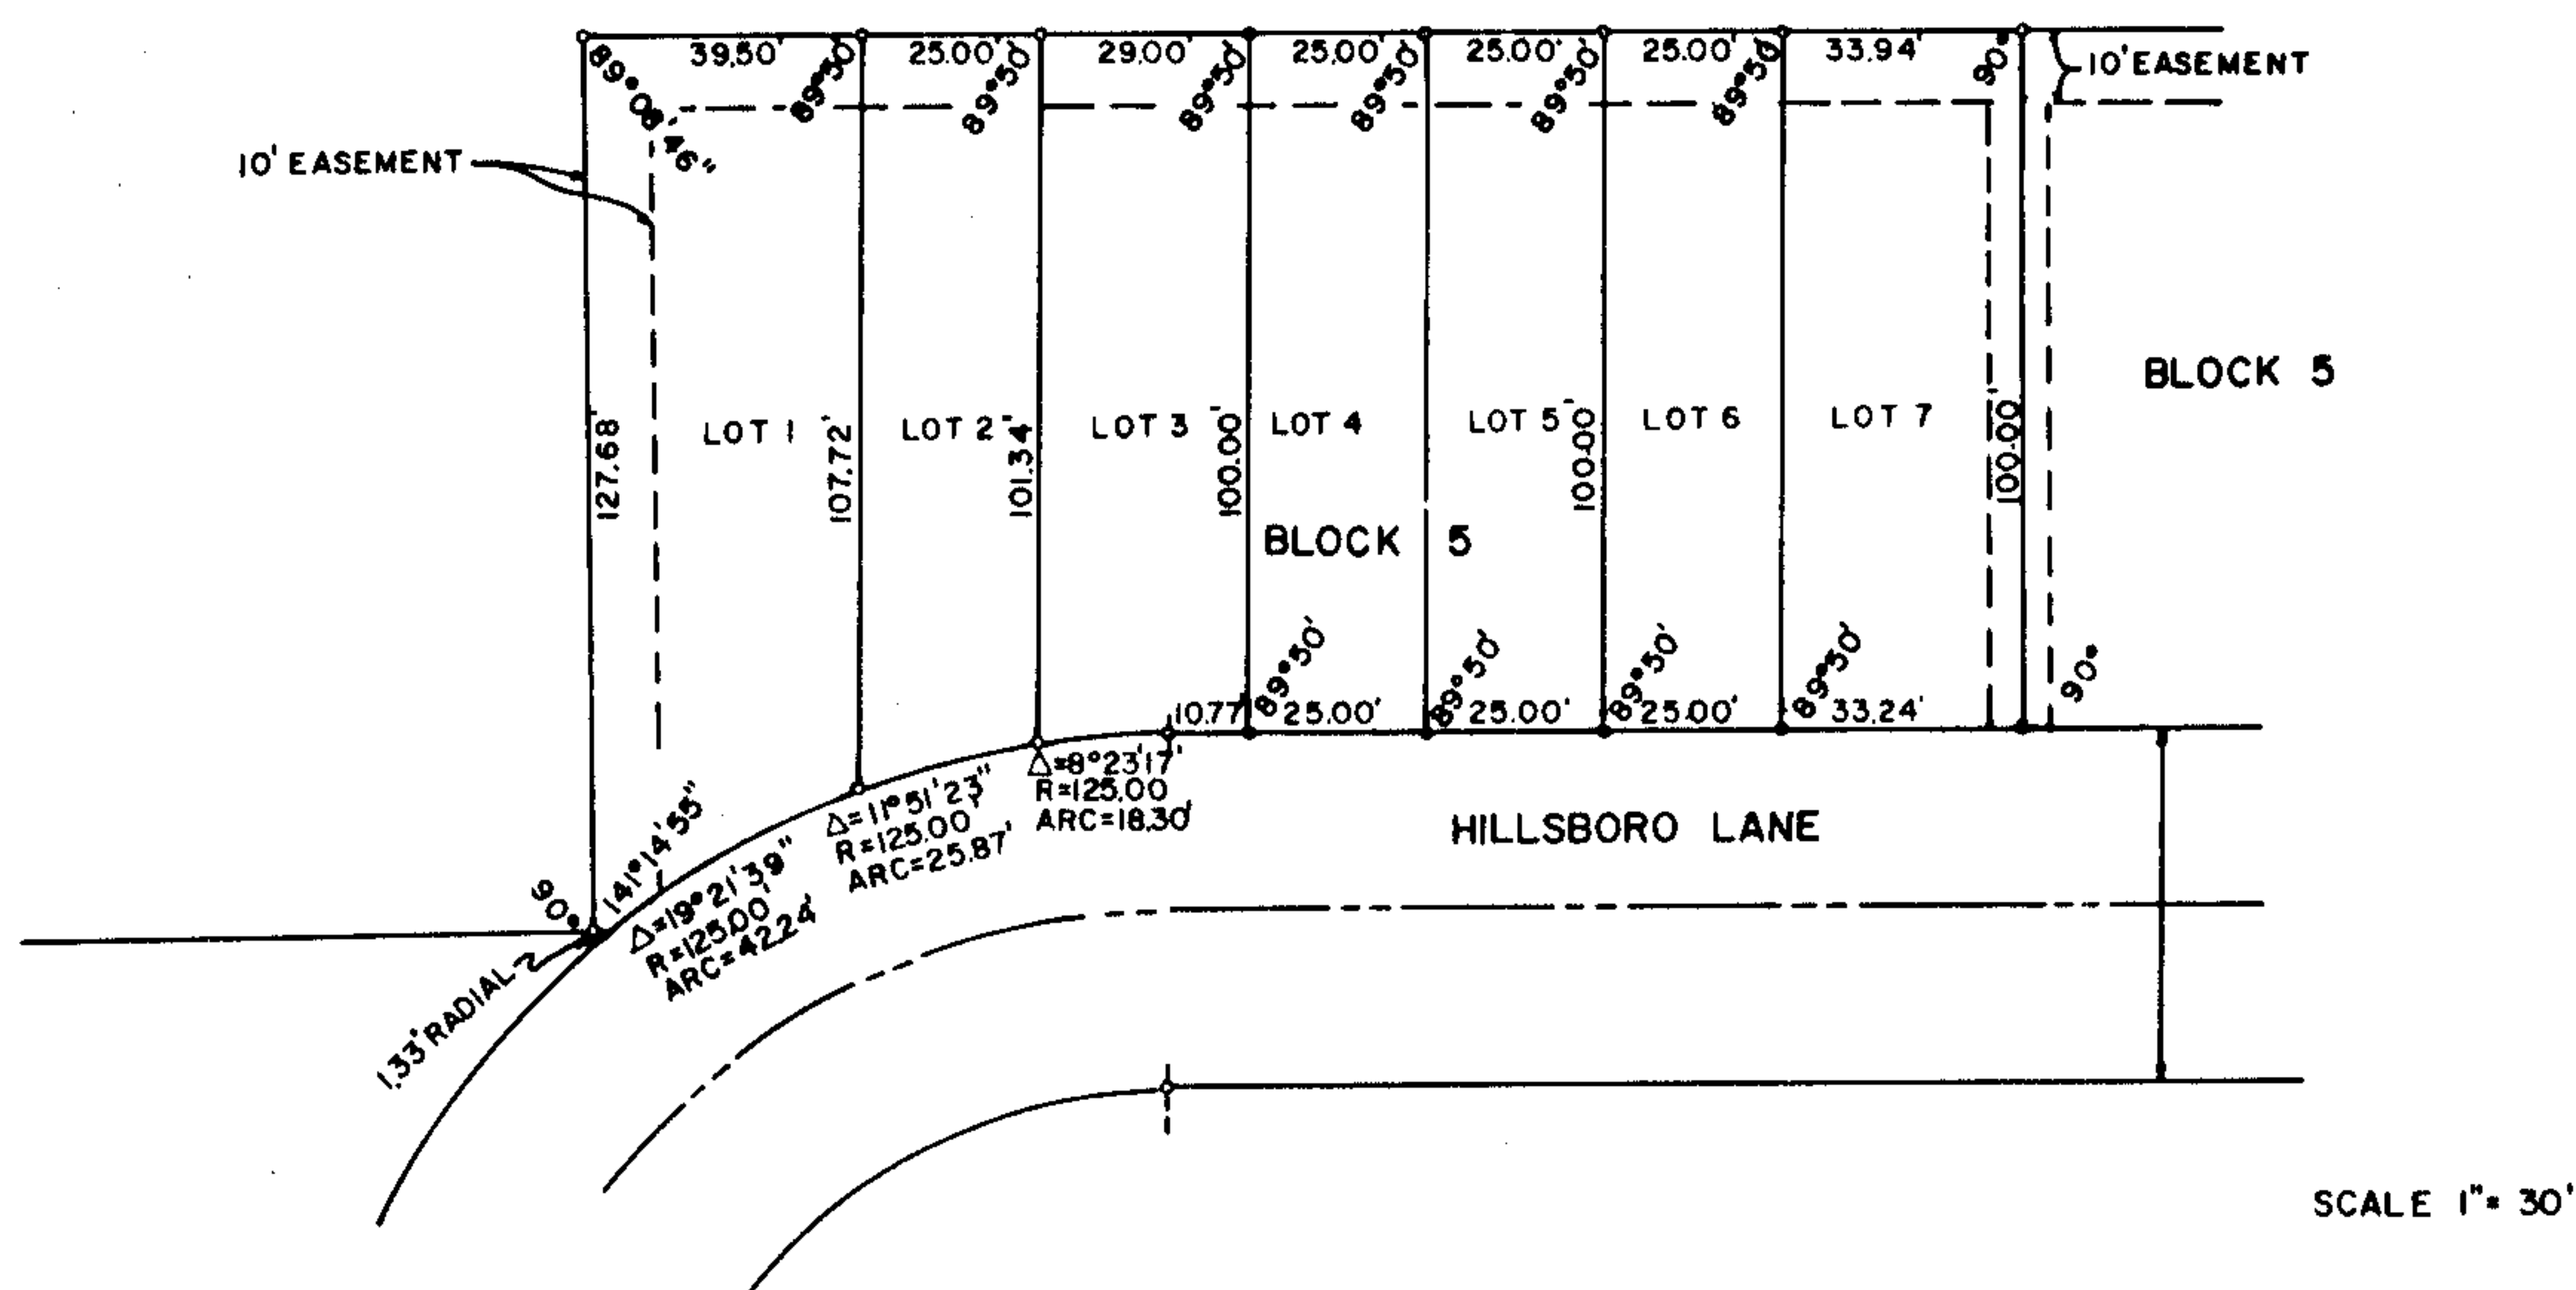 39.50' 25.00' 29.00' 25.00' 25.00' 25.00' 33.94'
89°08'46" 89°50' 89°50' 89°50' 89°50' 89°50' 89°50' 90°
10' EASEMENT
10' EASEMENT
BLOCK 5
LOT 1 LOT 2 LOT 3 LOT 4 LOT 5 LOT 6 LOT 7
127.68' 107.72' 101.34' 100.00' 100.00 100.00'
BLOCK 5
89°50' 89°50' 89°50' 89°50' 90°
10.77' 25.00' 25.00' 25.00' 33.24'
Δ=8°23'17"
R=125.00
ARC=18.30'
Δ=11°51'23"
R=125.00'
ARC=25.87'
Δ=19°21'39"
R=125.00'
ARC=42.24'
90°
141°14'55"
1.33' RADIAL
HILLSBORO LANE
SCALE 1"= 30'